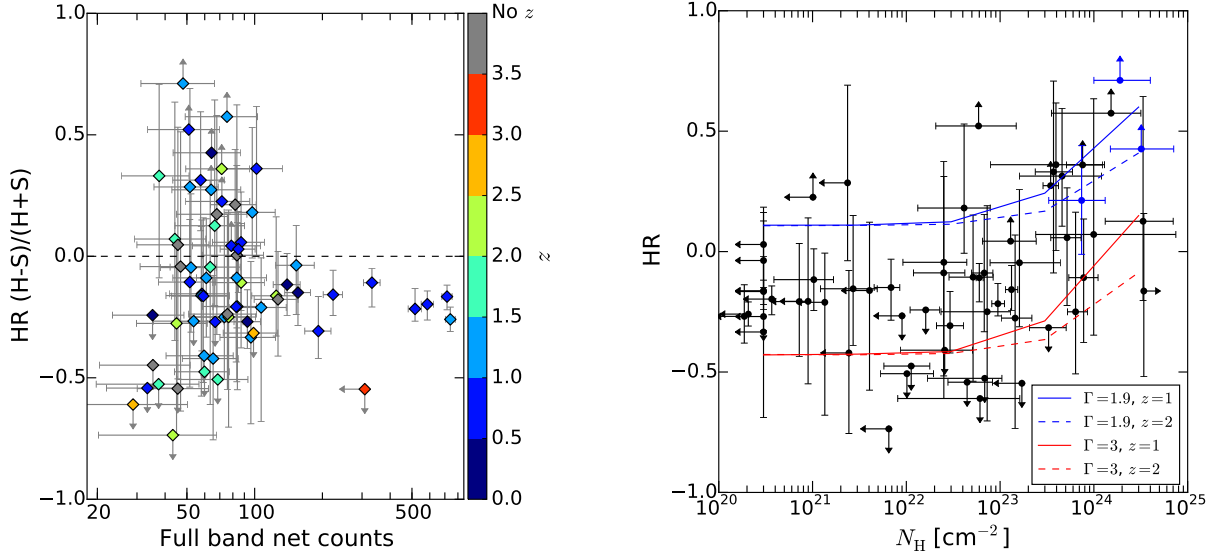 1.0
0.5
0.0
−0.5
−1.0
HR (H-S)/(H+S)
20
50
100
500
Full band net counts
No z
3.5
3.0
2.5
2.0
1.5
1.0
0.5
0.0
z
1.0
0.5
0.0
−0.5
−1.0
HR
10^20
10^21
10^22
10^23
10^24
10^25
N_H [cm^−2]
Γ=1.9, z=1
Γ=1.9, z=2
Γ=3, z=1
Γ=3, z=2